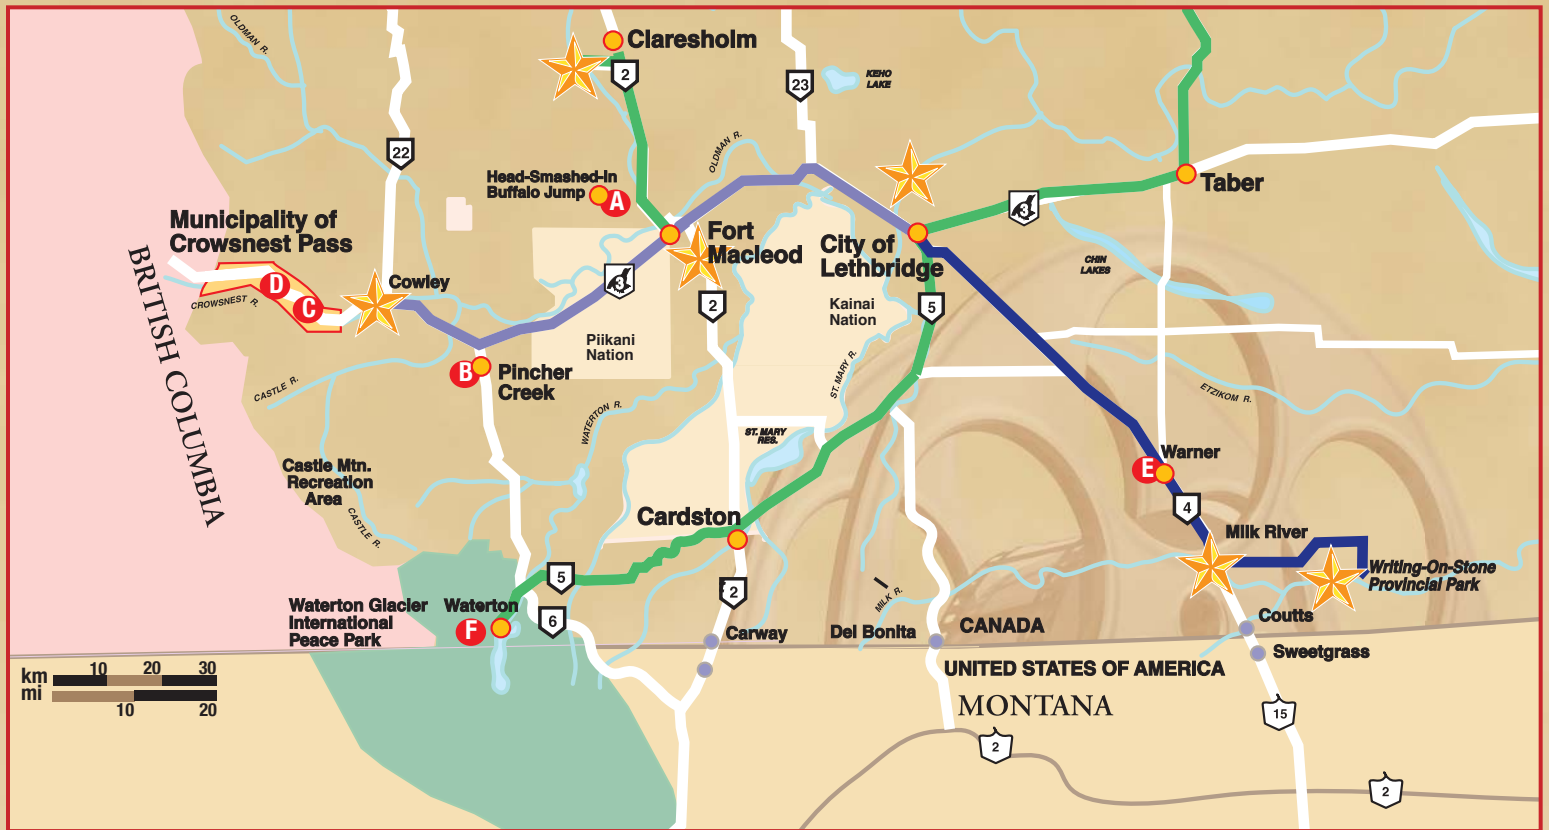 OLDMAN R.
Claresholm
2
23
KEHO
LAKE
22
OLDMAN R.
Head-Smashed-In
Buffalo Jump
A
Taber
3
Municipality of
Crowsnest Pass
Fort
Macleod
City of
Lethbridge
CHIN
LAKES
BRITISH COLUMBIA
D
C
CROWSNEST R.
Cowley
3
2
Kainai
Nation
5
Piikani
Nation
B
Pincher
Creek
CASTLE R.
ST. MARY R.
ETZIKOM R.
WATERTON R.
ST. MARY
RES.
Warner
E
Castle Mtn.
Recreation
Area
CASTLE R.
Cardston
4
Milk River
Writing-On-Stone
Provincial Park
5
2
MILK R.
Waterton Glacier
International
Peace Park
Waterton
F
6
Carway
Del Bonita
CANADA
Coutts
Sweetgrass
UNITED STATES OF AMERICA
MONTANA
km
10 20 30
mi
10 20
15
2
2